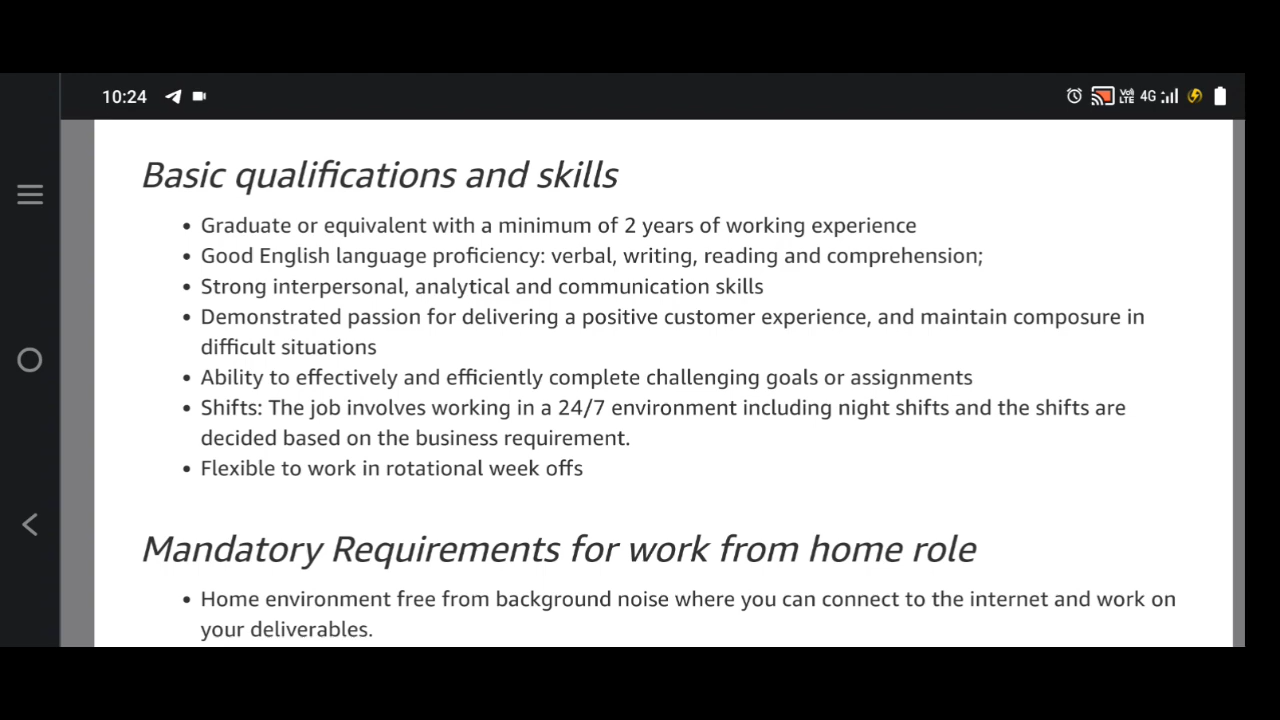 10:24
Vo)
LTE
4G
Basic qualifications and skills
• Graduate or equivalent with a minimum of 2 years of working experience
• Good English language proficiency: verbal, writing, reading and comprehension;
• Strong interpersonal, analytical and communication skills
• Demonstrated passion for delivering a positive customer experience, and maintain composure in
difficult situations
• Ability to effectively and efficiently complete challenging goals or assignments
• Shifts: The job involves working in a 24/7 environment including night shifts and the shifts are
decided based on the business requirement.
• Flexible to work in rotational week offs
Mandatory Requirements for work from home role
• Home environment free from background noise where you can connect to the internet and work on
your deliverables.